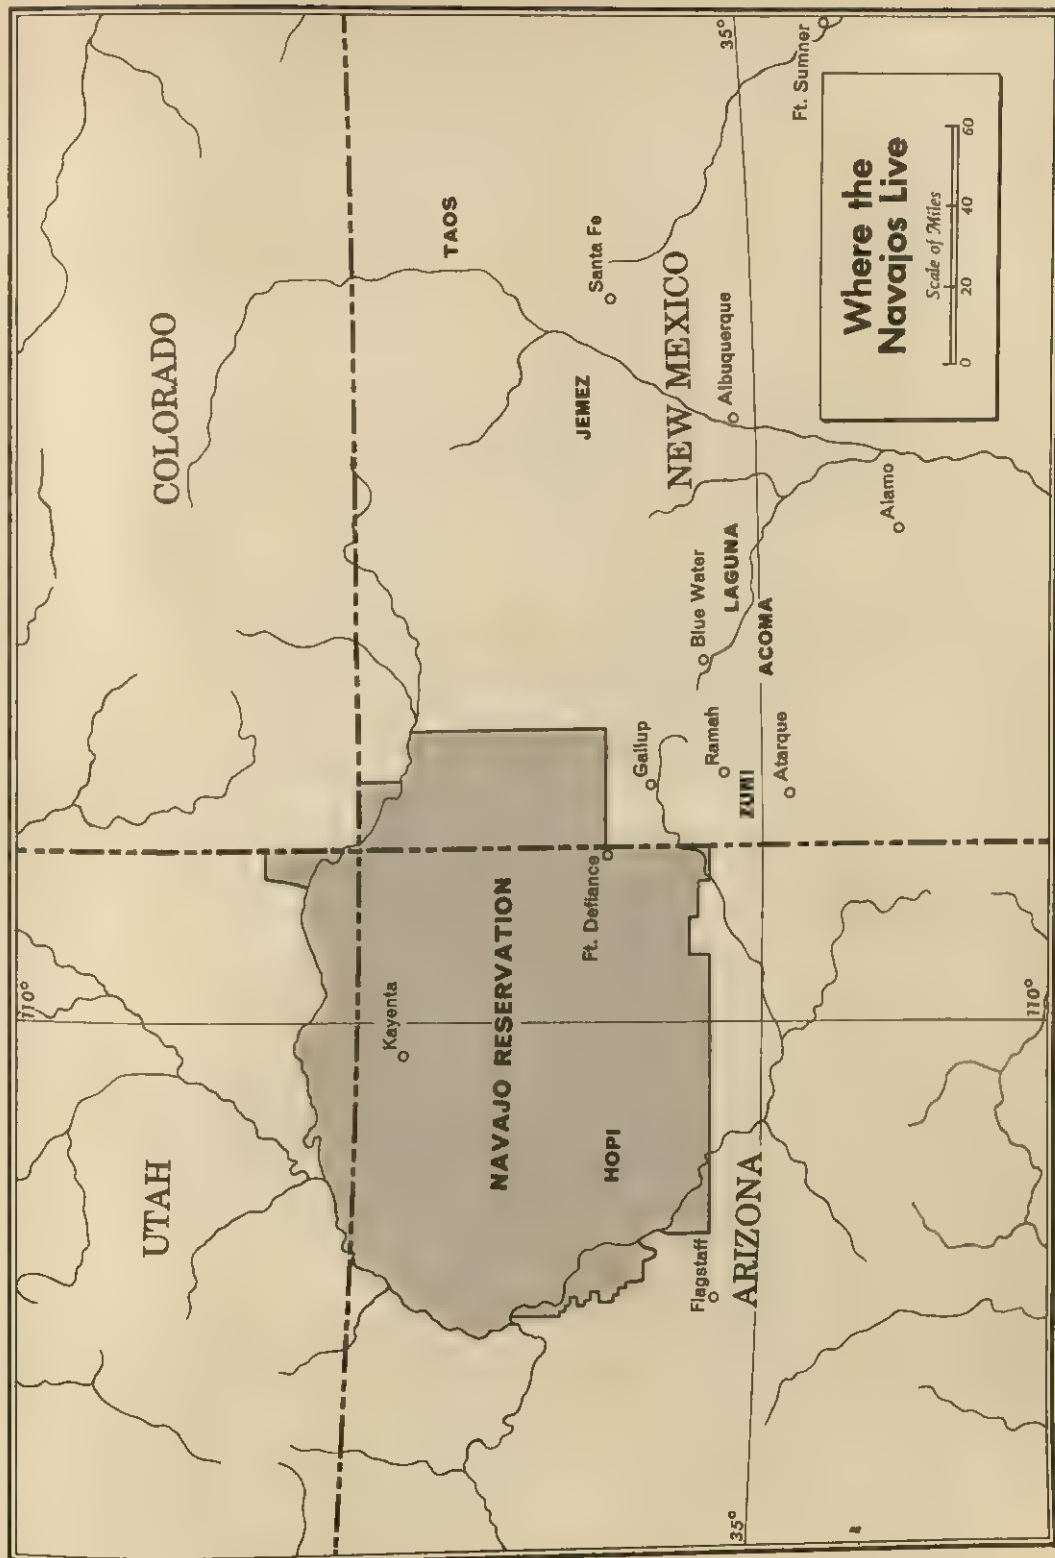 110°
UTAH
COLORADO
Kayenta
TAOS
NAVAJO RESERVATION
HOPI
Ft. Defiance
JEMEZ
Santa Fe
Gallup
Flagstaff
Ramah
Blue Water
NEW MEXICO
Albuquerque
35°
35°
ARIZONA
ZUNI
LAGUNA
ACOMA
Atarque
Alamo
Ft. Sumner
110°
Where the
Navajos Live
Scale of Miles
0 20 40 60